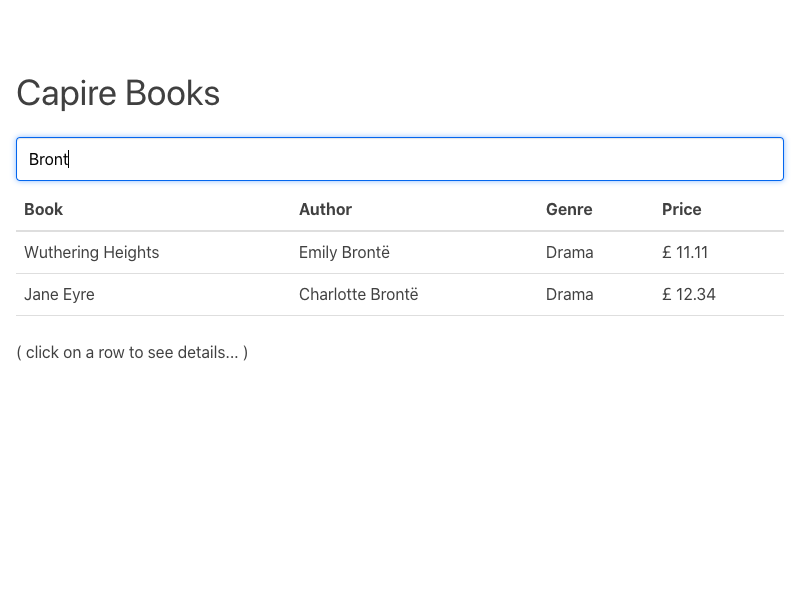 Capire Books
Bront
Book Author Genre Price
Wuthering Heights Emily Brontë Drama £ 11.11
Jane Eyre Charlotte Brontë Drama £ 12.34
( click on a row to see details... )